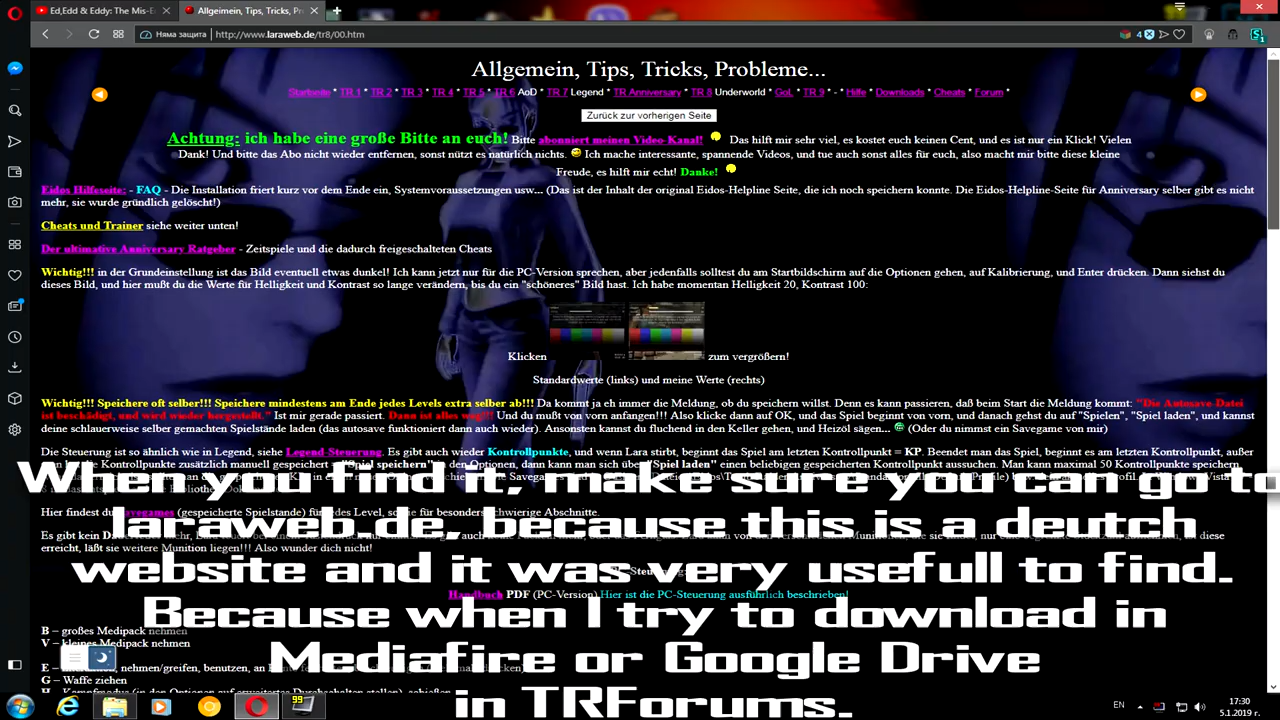 Ed,Edd & Eddy: The Mis-E
Allgeimein, Tips, Tricks, Pr
Няма защита
http://www.laraweb.de/tr8/00.htm
4
Allgemein, Tips, Tricks, Probleme...
Startseite * TR 1 * TR 2 * TR 3 * TR 4 * TR 5 * TR 6 AoD * TR 7 Legend * TR Anniversary * TR 8 Underworld * GoL * TR 9 * - * Hilfe * Downloads * Cheats * Forum *
Zurück zur vorherigen Seite
Achtung: ich habe eine große Bitte an euch! Bitte abonniert meinen Video-Kanal! Das hilft mir sehr viel, es kostet euch keinen Cent, und es ist nur ein Klick! Vielen
Dank! Und bitte das Abo nicht wieder entfernen, sonst nützt es natürlich nichts. Ich mache interessante, spannende Videos, und tue auch sonst alles für euch, also macht mir bitte diese kleine
Freude, es hilft mir echt! Danke!
Eidos Hilfeseite: - FAQ - Die Installation friert kurz vor dem Ende ein, Systemvoraussetzungen usw... (Das ist der Inhalt der original Eidos-Helpline Seite, die ich noch speichern konnte. Die Eidos-Helpline-Seite für Anniversary selber gibt es nicht
mehr, sie wurde gründlich gelöscht!)
Cheats und Trainer siehe weiter unten!
Der ultimative Anniversary Ratgeber - Zeitspiele und die dadurch freigeschalteten Cheats
Wichtig!!! in der Grundeinstellung ist das Bild eventuell etwas dunkel! Ich kann jetzt nur für die PC-Version sprechen, aber jedenfalls solltest du am Startbildschirm auf die Optionen gehen, auf Kalibrierung, und Enter drücken. Dann siehst du
dieses Bild, und hier mußt du die Werte für Helligkeit und Kontrast so lange verändern, bis du ein "schöneres" Bild hast. Ich habe momentan Helligkeit 20, Kontrast 100:
Klicken zum vergrößern!
Standardwerte (links) und meine Werte (rechts)
Wichtig!!! Speichere oft selber!!! Speichere mindestens am Ende jedes Levels extra selber ab!!! Da kommt ja eh immer die Meldung, ob du speichern willst. Denn es kann passieren, daß beim Start die Meldung kommt: "Die Autosave-Datei
ist beschädigt, und wird wieder hergestellt." Ist mir gerade passiert. Dann ist alles weg!!! Und du mußt von vorn anfangen!!! Also klicke dann auf OK, und das Spiel beginnt von vorn, und danach gehst du auf "Spielen", "Spiel laden", und kannst
deine schlauerweise selber gemachten Spielstände laden (das autosave funktioniert dann auch wieder). Ansonsten kannst du fluchend in den Keller gehen, und Heizöl sägen... (Oder du nimmst ein Savegame von mir)
Die Steuerung ist so ähnlich wie in Legend, siehe Legend-Steuerung. Es gibt auch wieder Kontrollpunkte, und wenn Lara stirbt, beginnt das Spiel am letzten Kontrollpunkt = KP. Beendet man das Spiel, beginnt es am letzten Kontrollpunkt, außer
Kontrollpunkte zusätzlich manuell gespeichert = "Spiel speichern" in den Optionen, dann kann man sich über "Spiel laden" einen beliebigen gespeicherten Kontrollpunkt aussuchen. Man kann maximal 50 Kontrollpunkte speichern,
When you find it, make sure you can go to
laraweb.de, because this is a deutch
website and it was very usefull to find.
Because when I try to download in
Mediafire or Google Drive
in TRForums.
Hier findest du (gespeicherte Spielstande) für jedes Level, sowie für besonders schwierige Abschnitte.
erreicht, läßt sie weitere Munition liegen!!! Also wunder dich nicht!
Handbuch PDF (PC-Version) Hier ist die PC-Steuerung ausführlich beschrieben!
B – großes Medipack nehmen
V – kleines Medipack nehmen
G – Waffe ziehen
99
EN
17:30
5.1.2019 г.